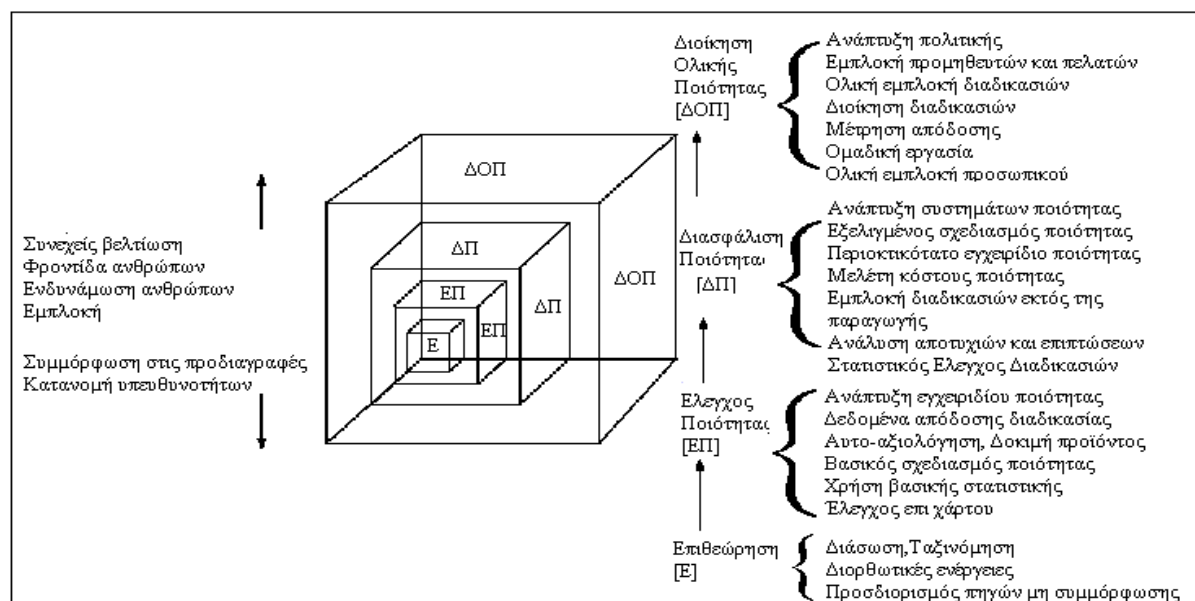 Διοίκηση
Ολικής
Ποιότητας
[ΔΟΠ]
Ανάπτυξη πολιτικής
Εμπλοκή προμηθευτών και πελατών
Ολική εμπλοκή διαδικασιών
Διοίκηση διαδικασιών
Μέτρηση απόδοσης
Ομαδική εργασία
Ολική εμπλοκή προσωπικού
ΔΟΠ
ΔΠ
ΔΟΠ
ΕΠ
ΔΠ
ΕΠ
Ε
Συνεχείς βελτίωση
Φροντίδα ανθρώπων
Ενδυνάμωση ανθρώπων
Εμπλοκή
Συμμόρφωση στις προδιαγραφές
Κατανομή υπευθυνοτήτων
Διασφάλιση
Ποιότητα
[ΔΠ]
Ανάπτυξη συστημάτων ποιότητας
Εξελιγμένος σχεδιασμός ποιότητας
Περιοκτικότατο εγχειρίδιο ποιότητας
Μελέτη κόστους ποιότητας
Εμπλοκή διαδικασιών εκτός της
παραγωγής
Ανάλυση αποτυχιών και επιπτώσεων
Στατιστικός Ελεγχος Διαδικασιών
Ελεγχος
Ποιότητας
[ΕΠ]
Ανάπτυξη εγχειριδίου ποιότητας
Δεδομένα απόδοσης διαδικασίας
Αυτο-αξιολόγηση, Δοκιμή προϊόντος
Βασικός σχεδιασμός ποιότητας
Χρήση βασικής στατιστικής
Έλεγχος επι χάρτου
Επιθεώρηση
[Ε]
Διάσωση,Ταξινόμηση
Διορθωτικές ενέργειες
Προσδιορισμός πηγών μη συμμόρφωσης